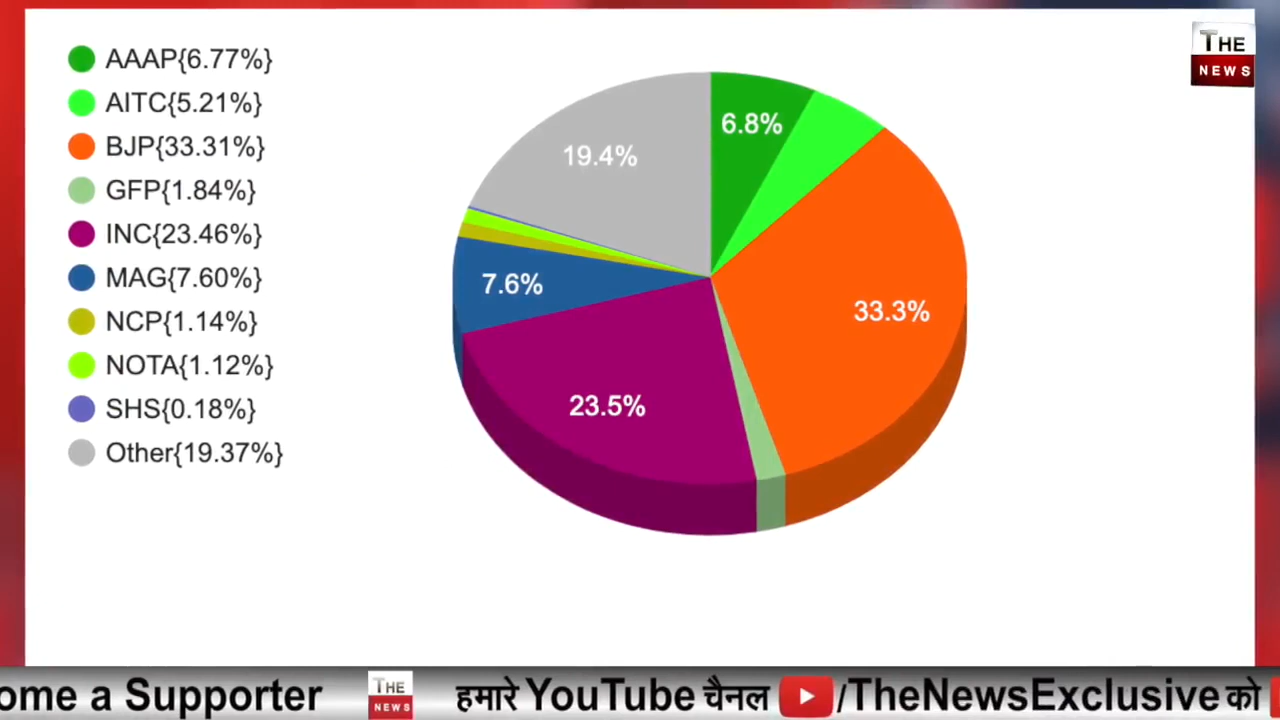 AAAP{6.77%}
AITC{5.21%}
BJP{33.31%}
GFP{1.84%}
INC{23.46%}
MAG{7.60%}
NCP{1.14%}
NOTA{1.12%}
SHS{0.18%}
Other{19.37%}
6.8%
19.4%
7.6%
33.3%
23.5%
THE
NEWS
ome a Supporter THE NEWS हमारे YouTube चैनल /TheNewsExclusive को